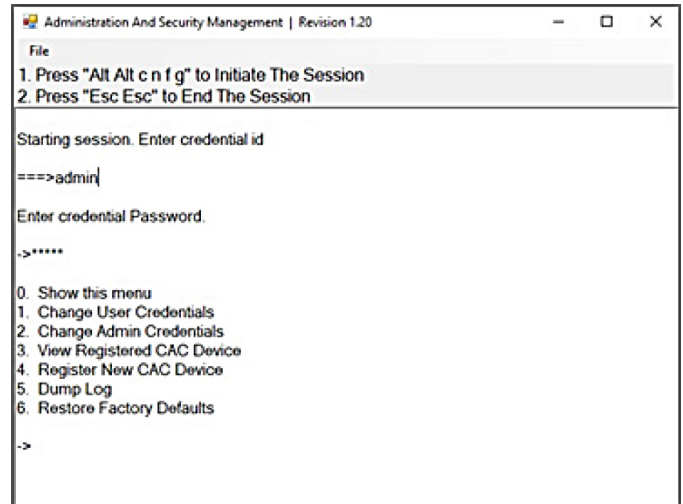 Administration And Security Management | Revision 1.20
File
1. Press "Alt Alt c n f g" to Initiate The Session
2. Press "Esc Esc" to End The Session
Starting session. Enter credential id
===>admin
Enter credential Password.
->*****
0. Show this menu
1. Change User Credentials
2. Change Admin Credentials
3. View Registered CAC Device
4. Register New CAC Device
5. Dump Log
6. Restore Factory Defaults
->